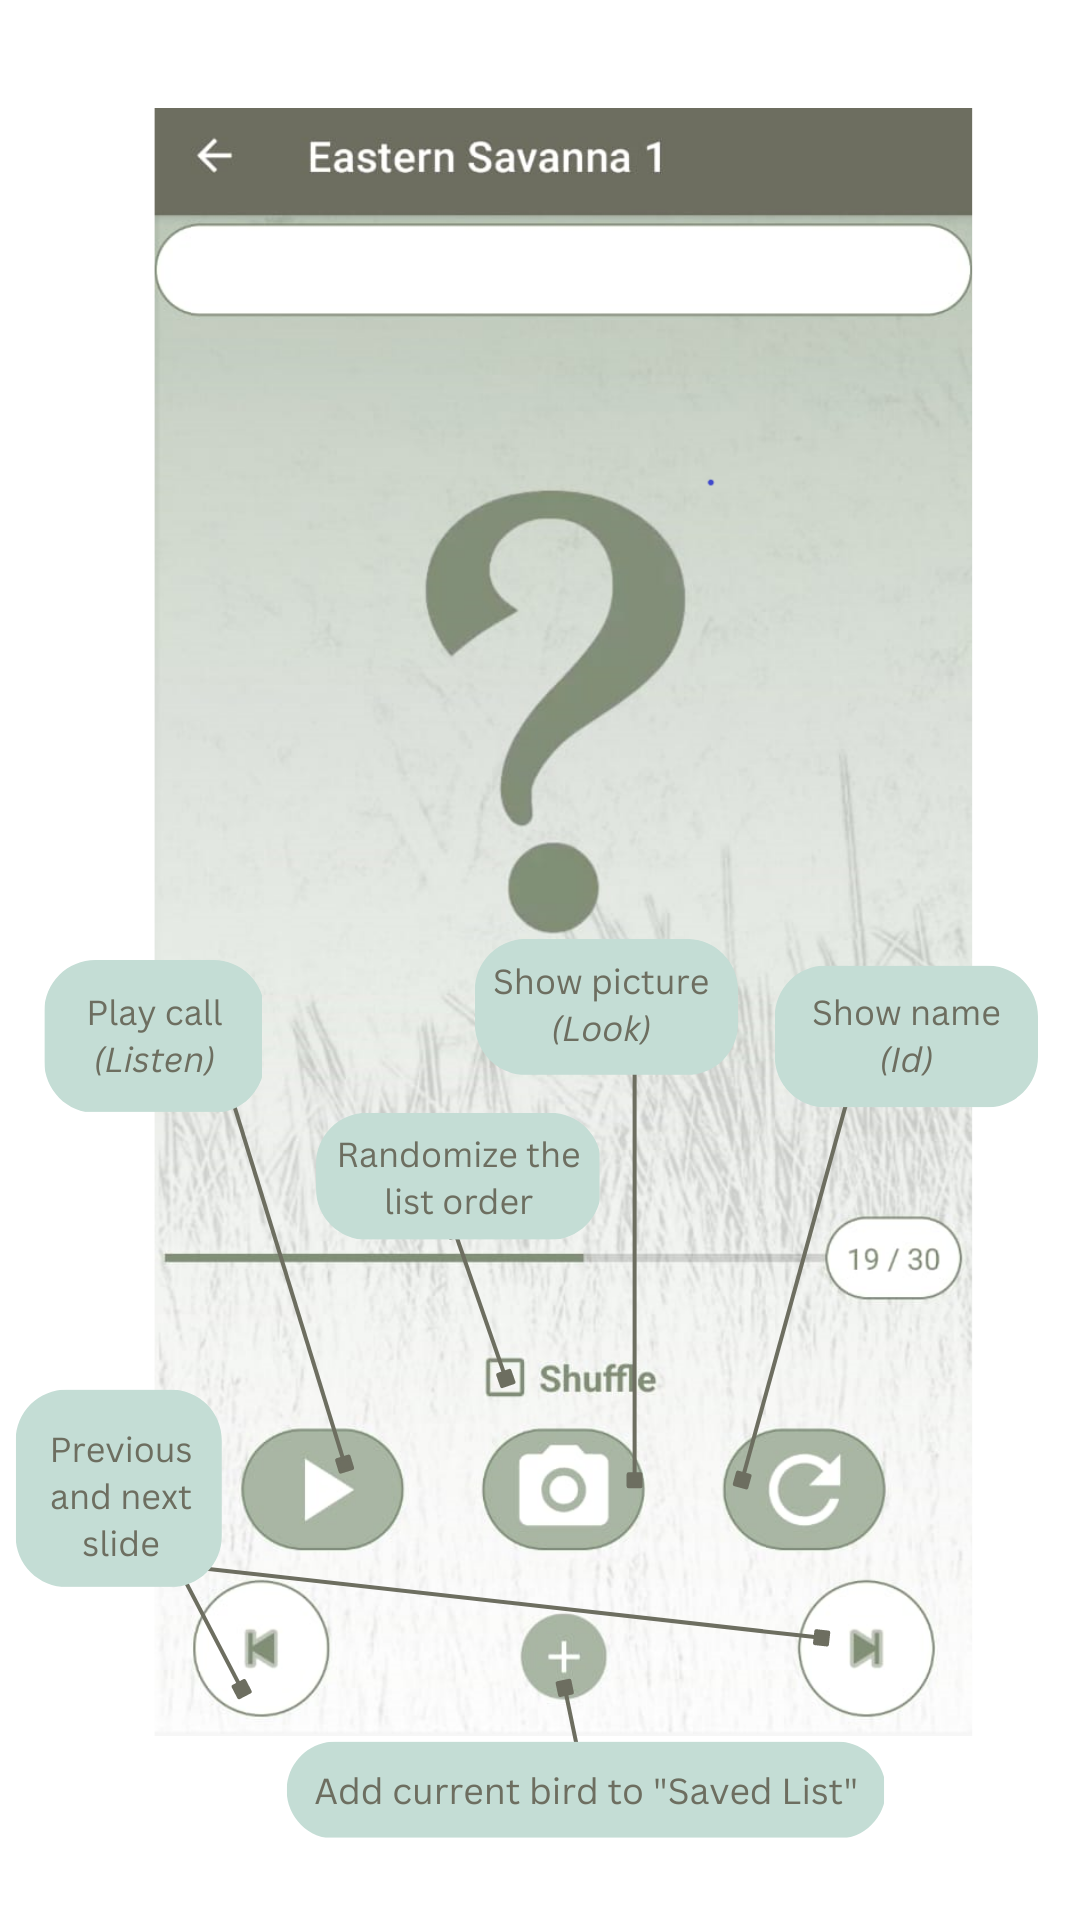 Eastern Savanna 1
Show picture
(Look)
Play call
(Listen)
Show name
(Id)
Randomize the
list order
19 / 30
Shuffle
Previous
and next
slide
Add current bird to "Saved List"